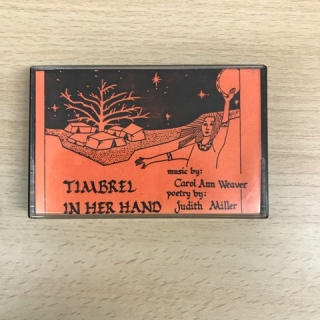 TIMBREL
IN HER HAND
music by:
Carol Ann Weaver
poetry by:
Judith Miller